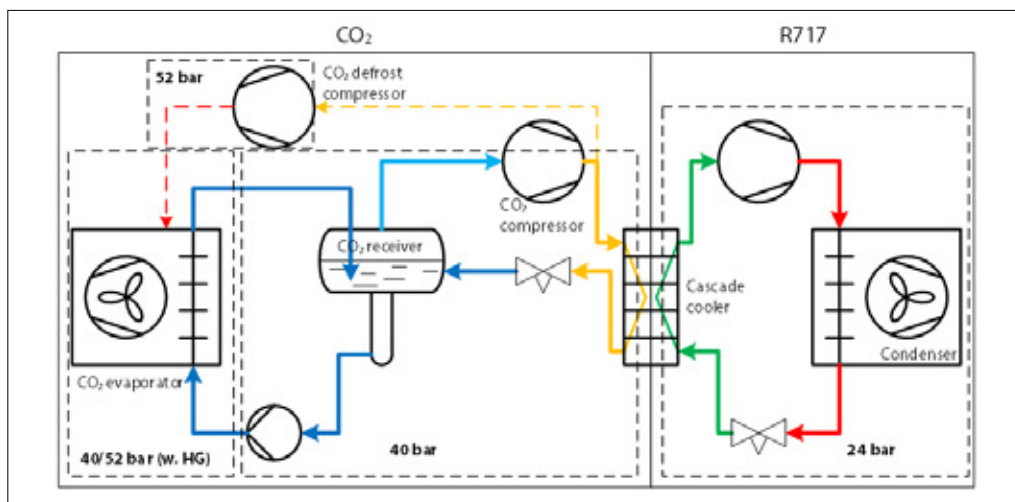 CO₂
R717
52 bar
CO₂ defrost
compressor
CO₂
compressor
CO₂ receiver
Cascade
cooler
Condenser
CO₂ evaporator
40/52 bar (w. HG)
40 bar
24 bar